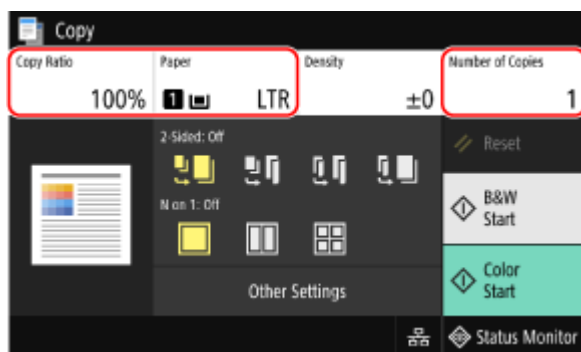 Copy
Copy Ratio
100%
Paper
1 LTR
Density
±0
Number of Copies
1
2-Sided: Off
N on 1: Off
Other Settings
Reset
B&W
Start
Color
Start
Status Monitor